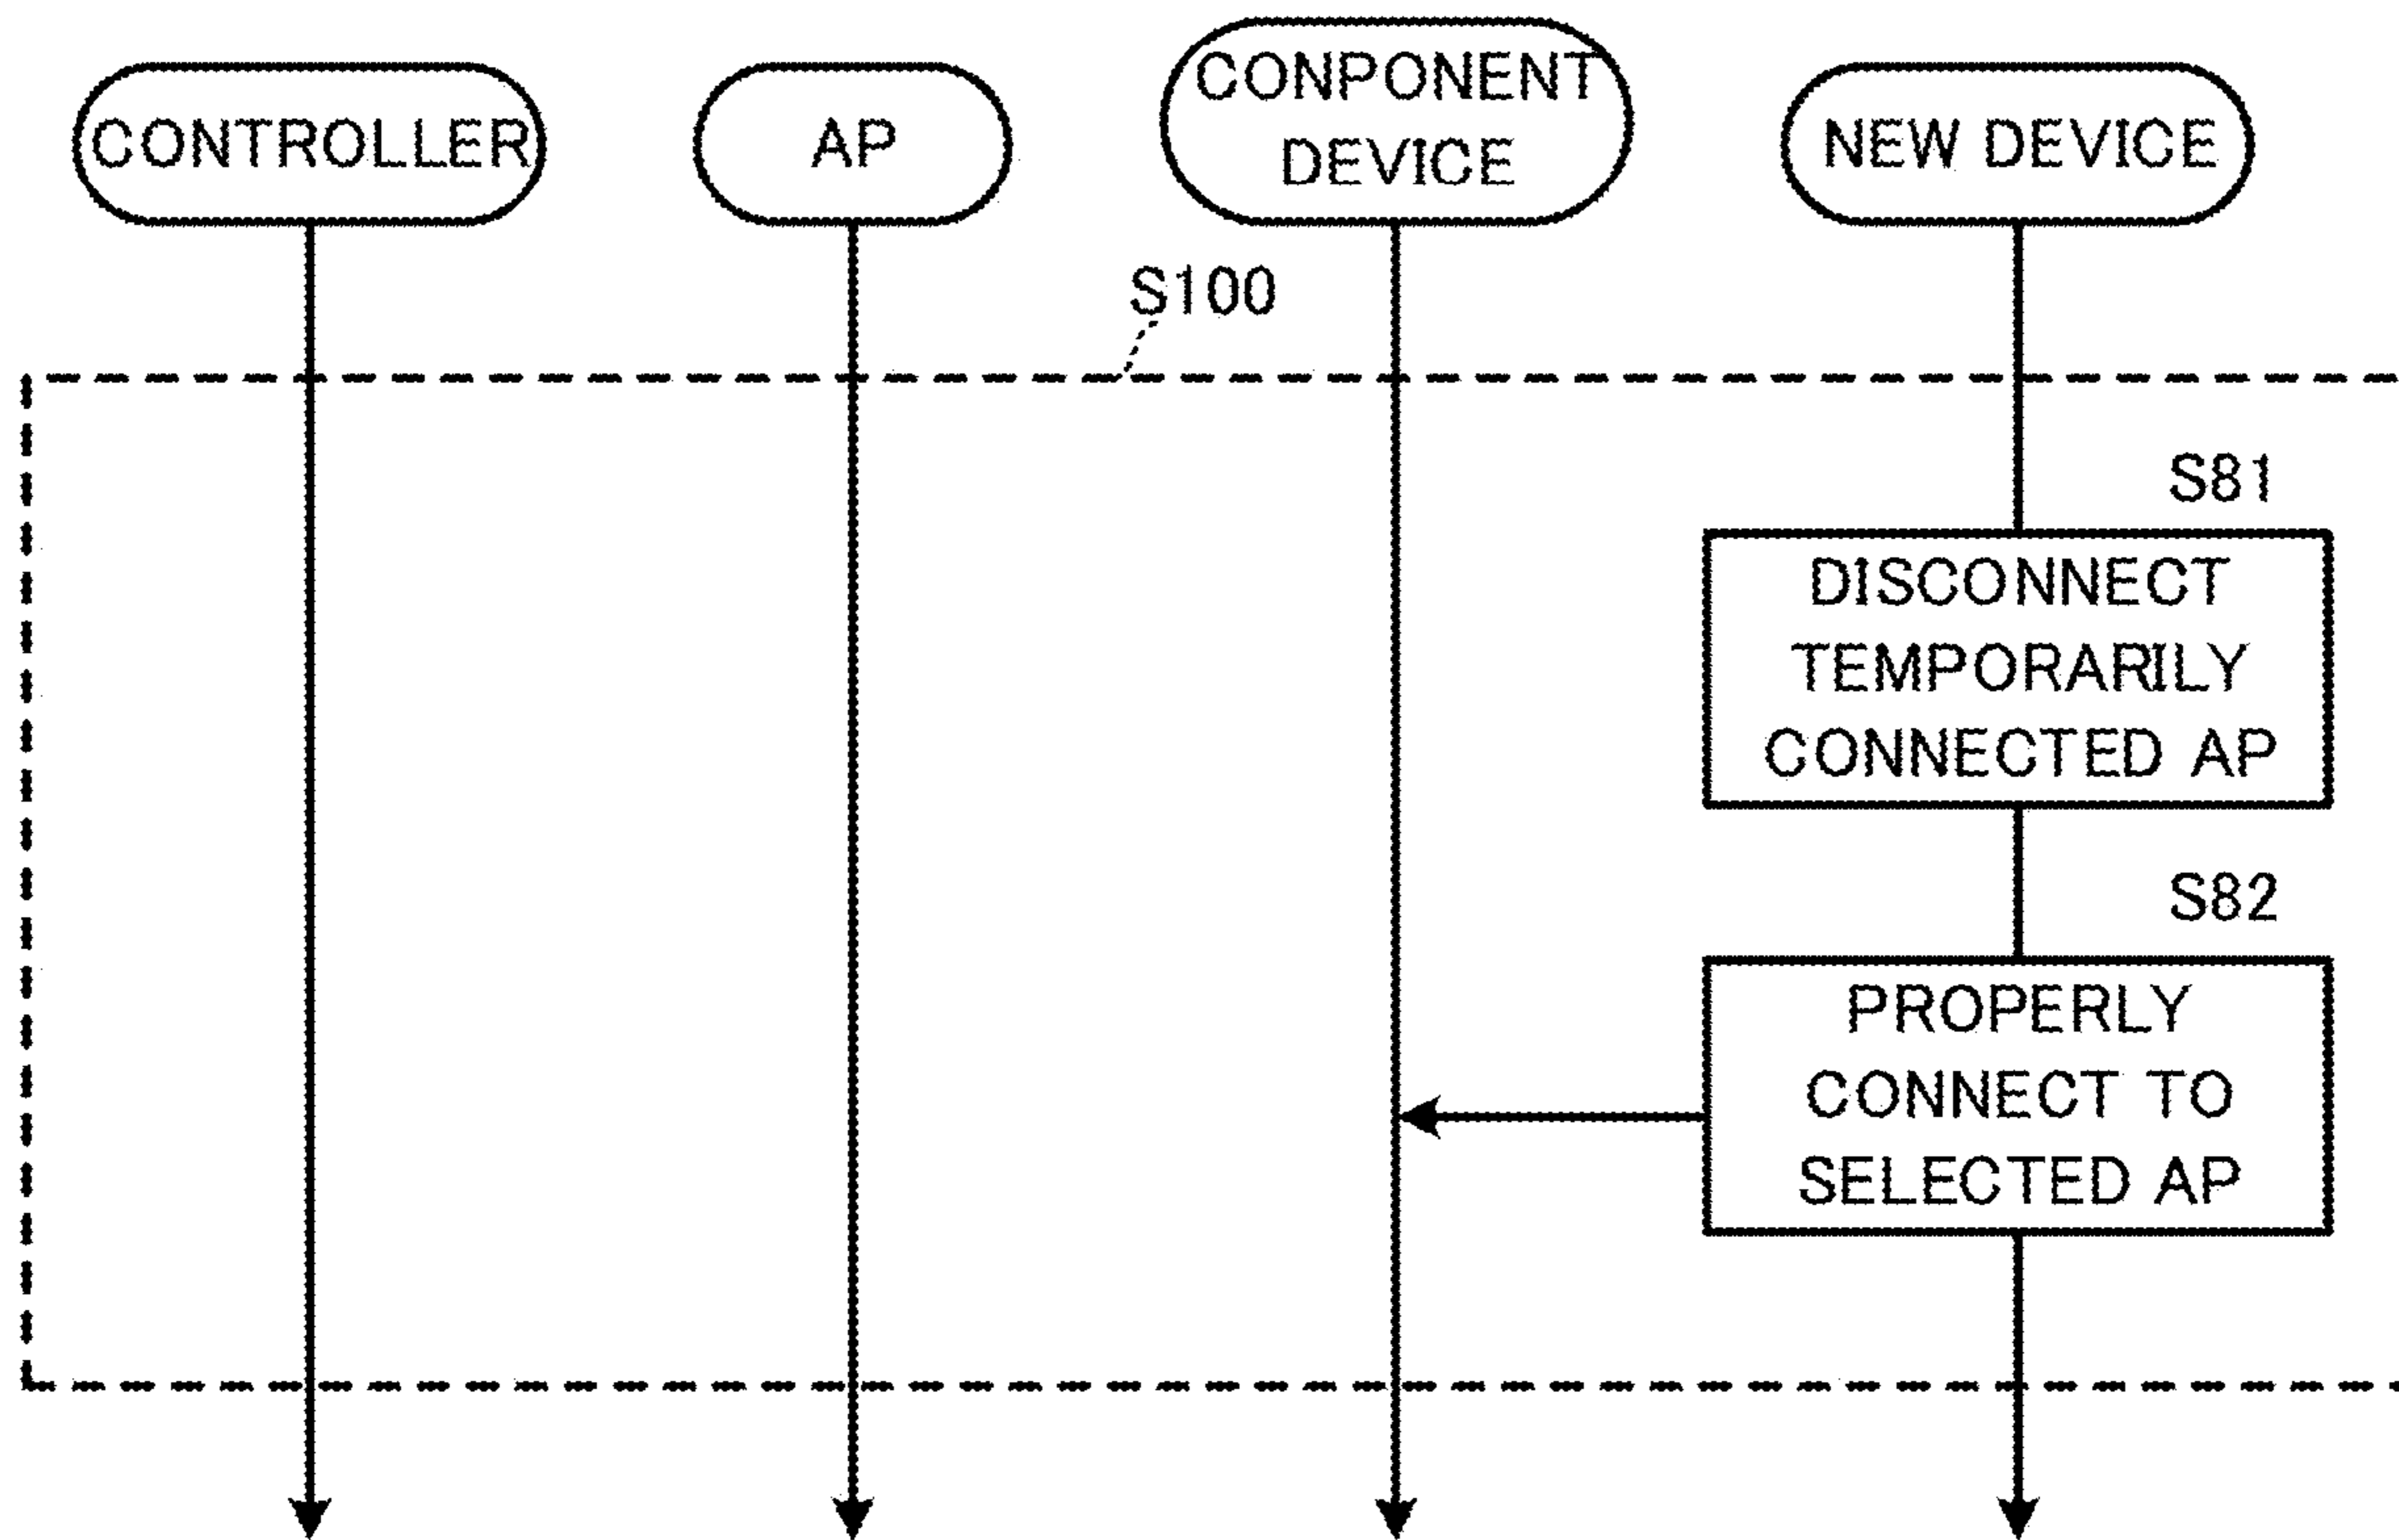 CONTROLLER
AP
CONPONENT
DEVICE
NEW DEVICE
S100
S81
DISCONNECT
TEMPORARILY
CONNECTED AP
S82
PROPERLY
CONNECT TO
SELECTED AP